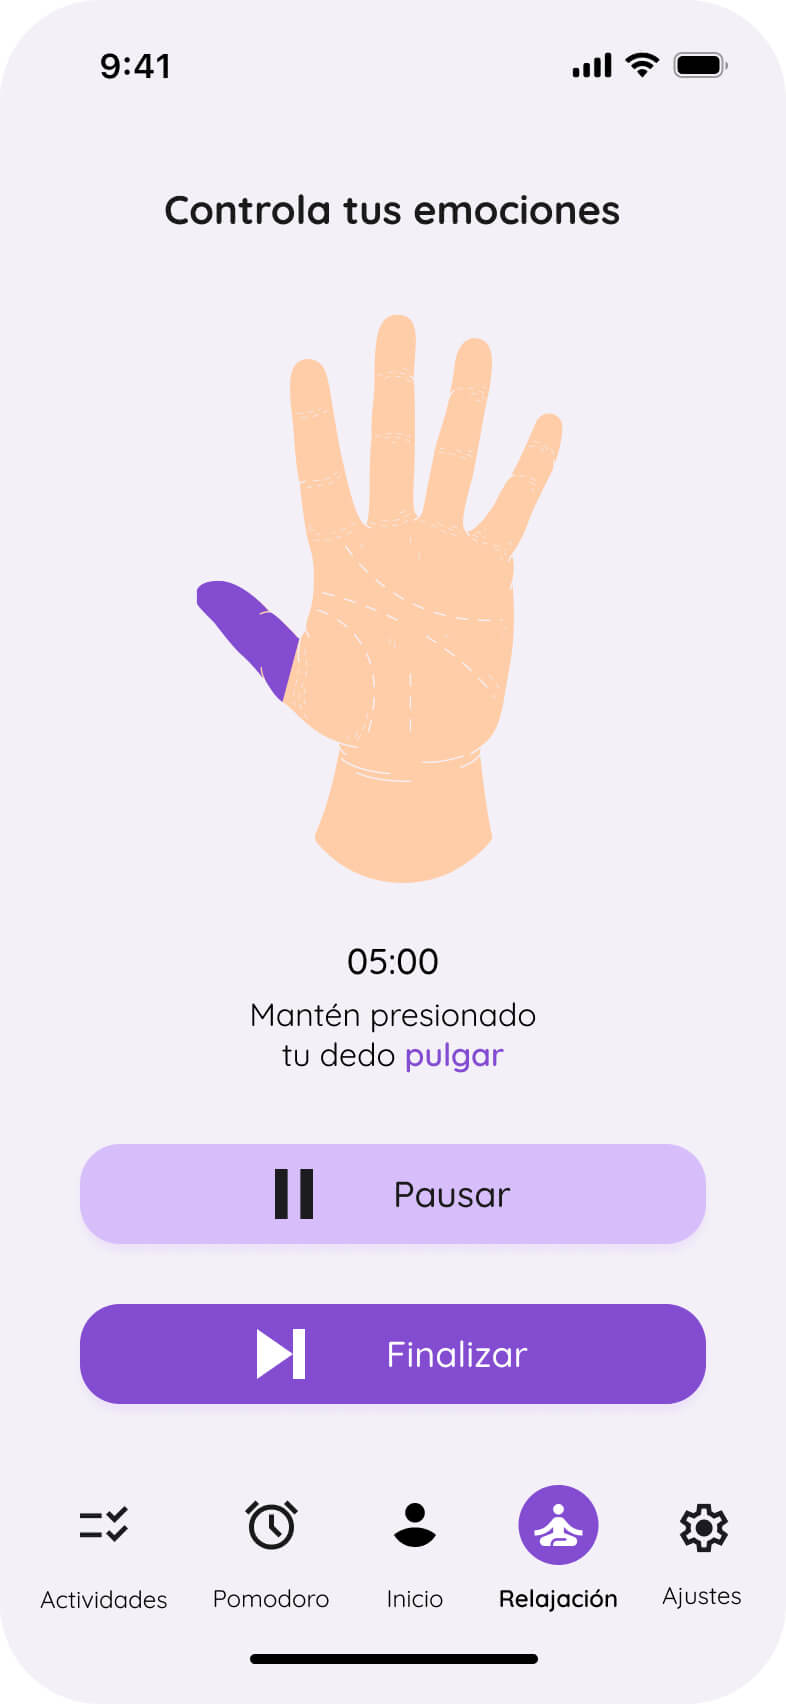 9:41
Controla tus emociones
05:00
Mantén presionado
tu dedo pulgar
Pausar
Finalizar
Actividades
Pomodoro
Inicio
Relajación
Ajustes